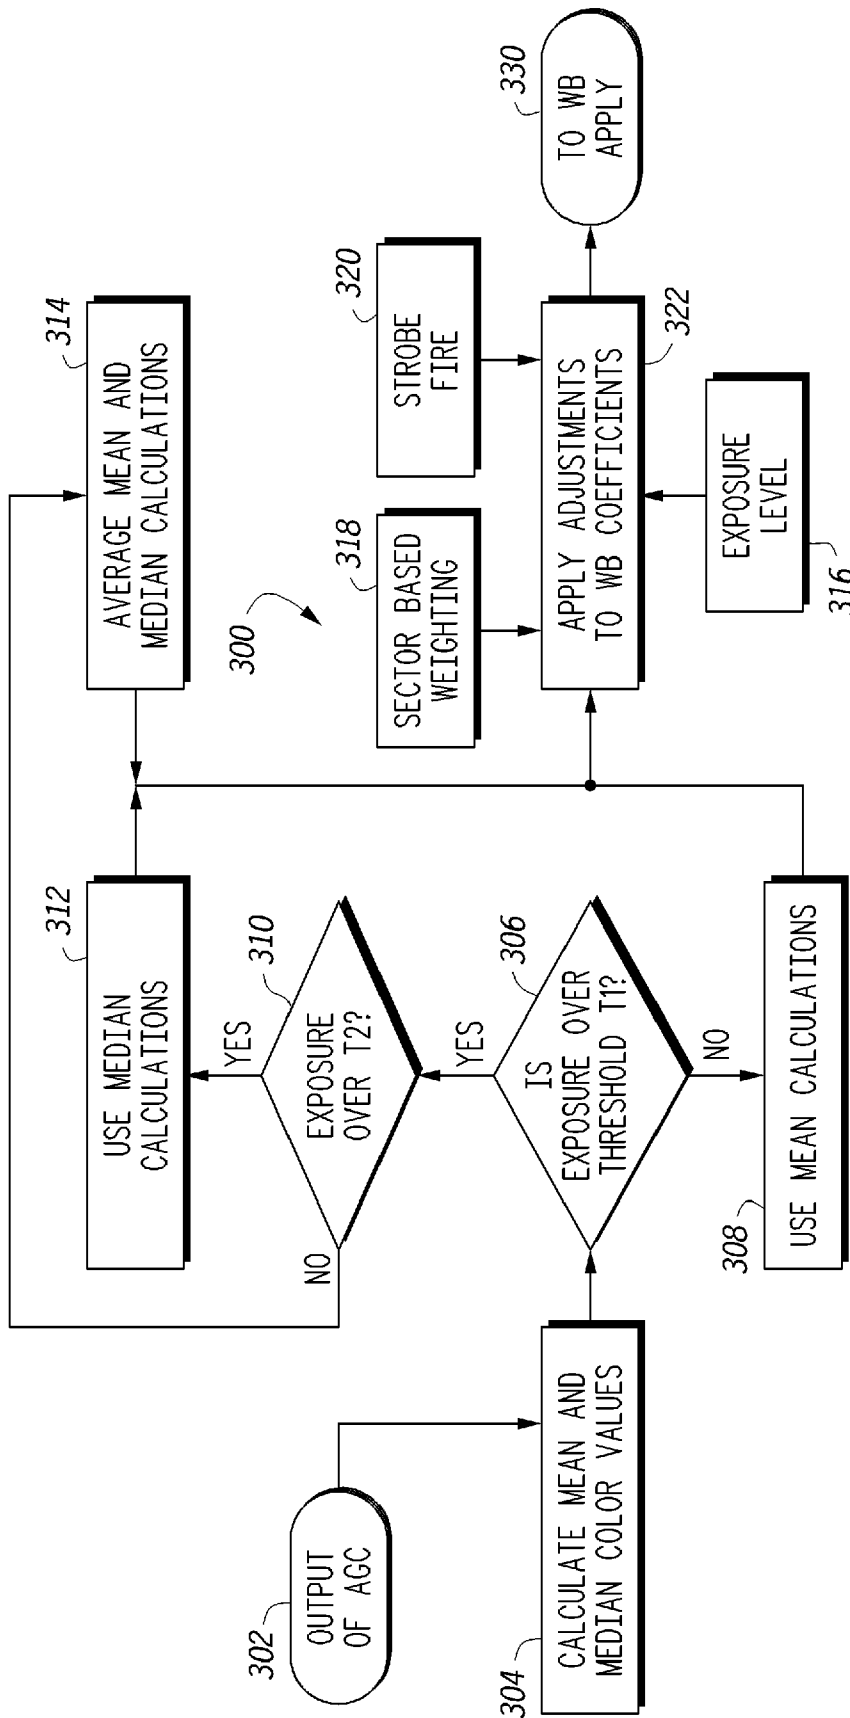 302
OUTPUT
OF AGC
304
CALCULATE MEAN AND
MEDIAN COLOR VALUES
306
IS
EXPOSURE OVER
THRESHOLD T1?
NO
YES
308
USE MEAN CALCULATIONS
310
EXPOSURE
OVER T2?
NO
YES
312
USE MEDIAN
CALCULATIONS
314
AVERAGE MEAN AND
MEDIAN CALCULATIONS
300
318
SECTOR BASED
WEIGHTING
320
STROBE
FIRE
322
APPLY ADJUSTMENTS
TO WB COEFFICIENTS
EXPOSURE
LEVEL
316
330
TO WB
APPLY